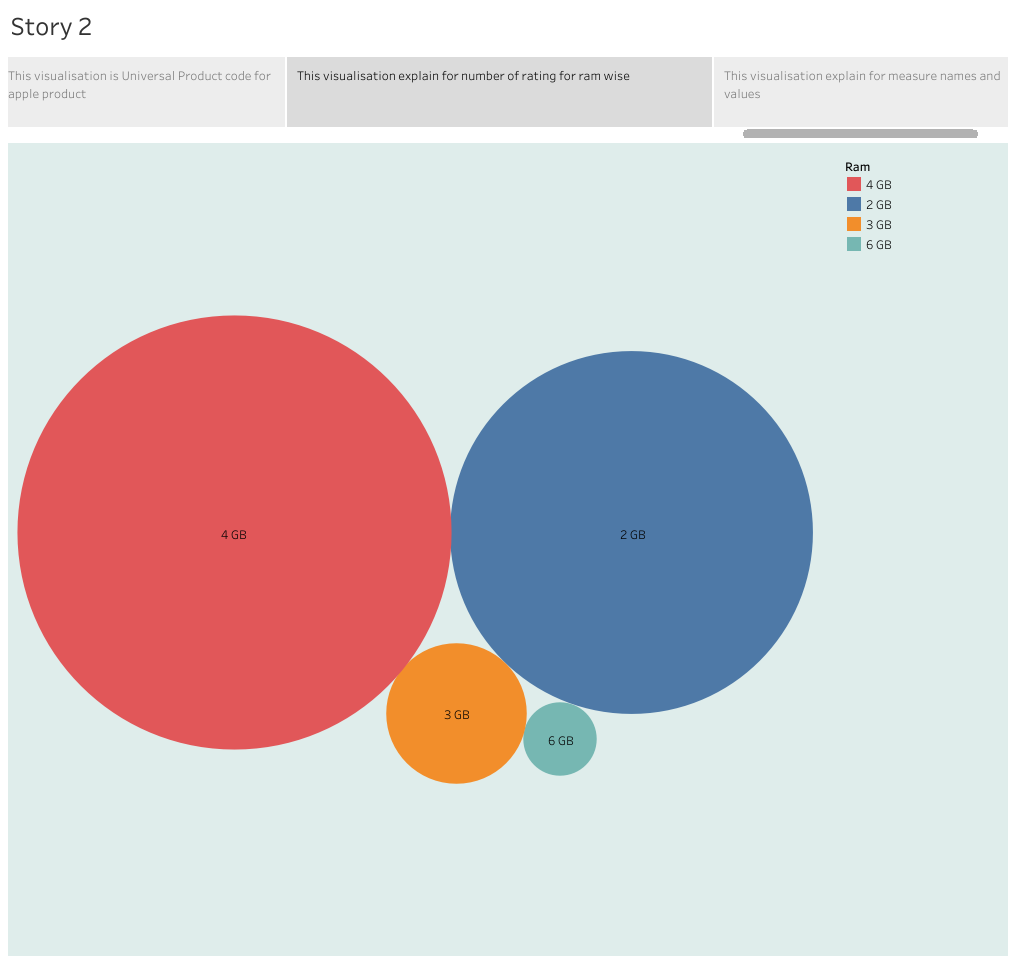 Story 2
This visualisation is Universal Product code for
apple product
This visualisation explain for number of rating for ram wise
This visualisation explain for measure names and
values
Ram
4 GB
2 GB
3 GB
6 GB
4 GB
2 GB
3 GB
6 GB